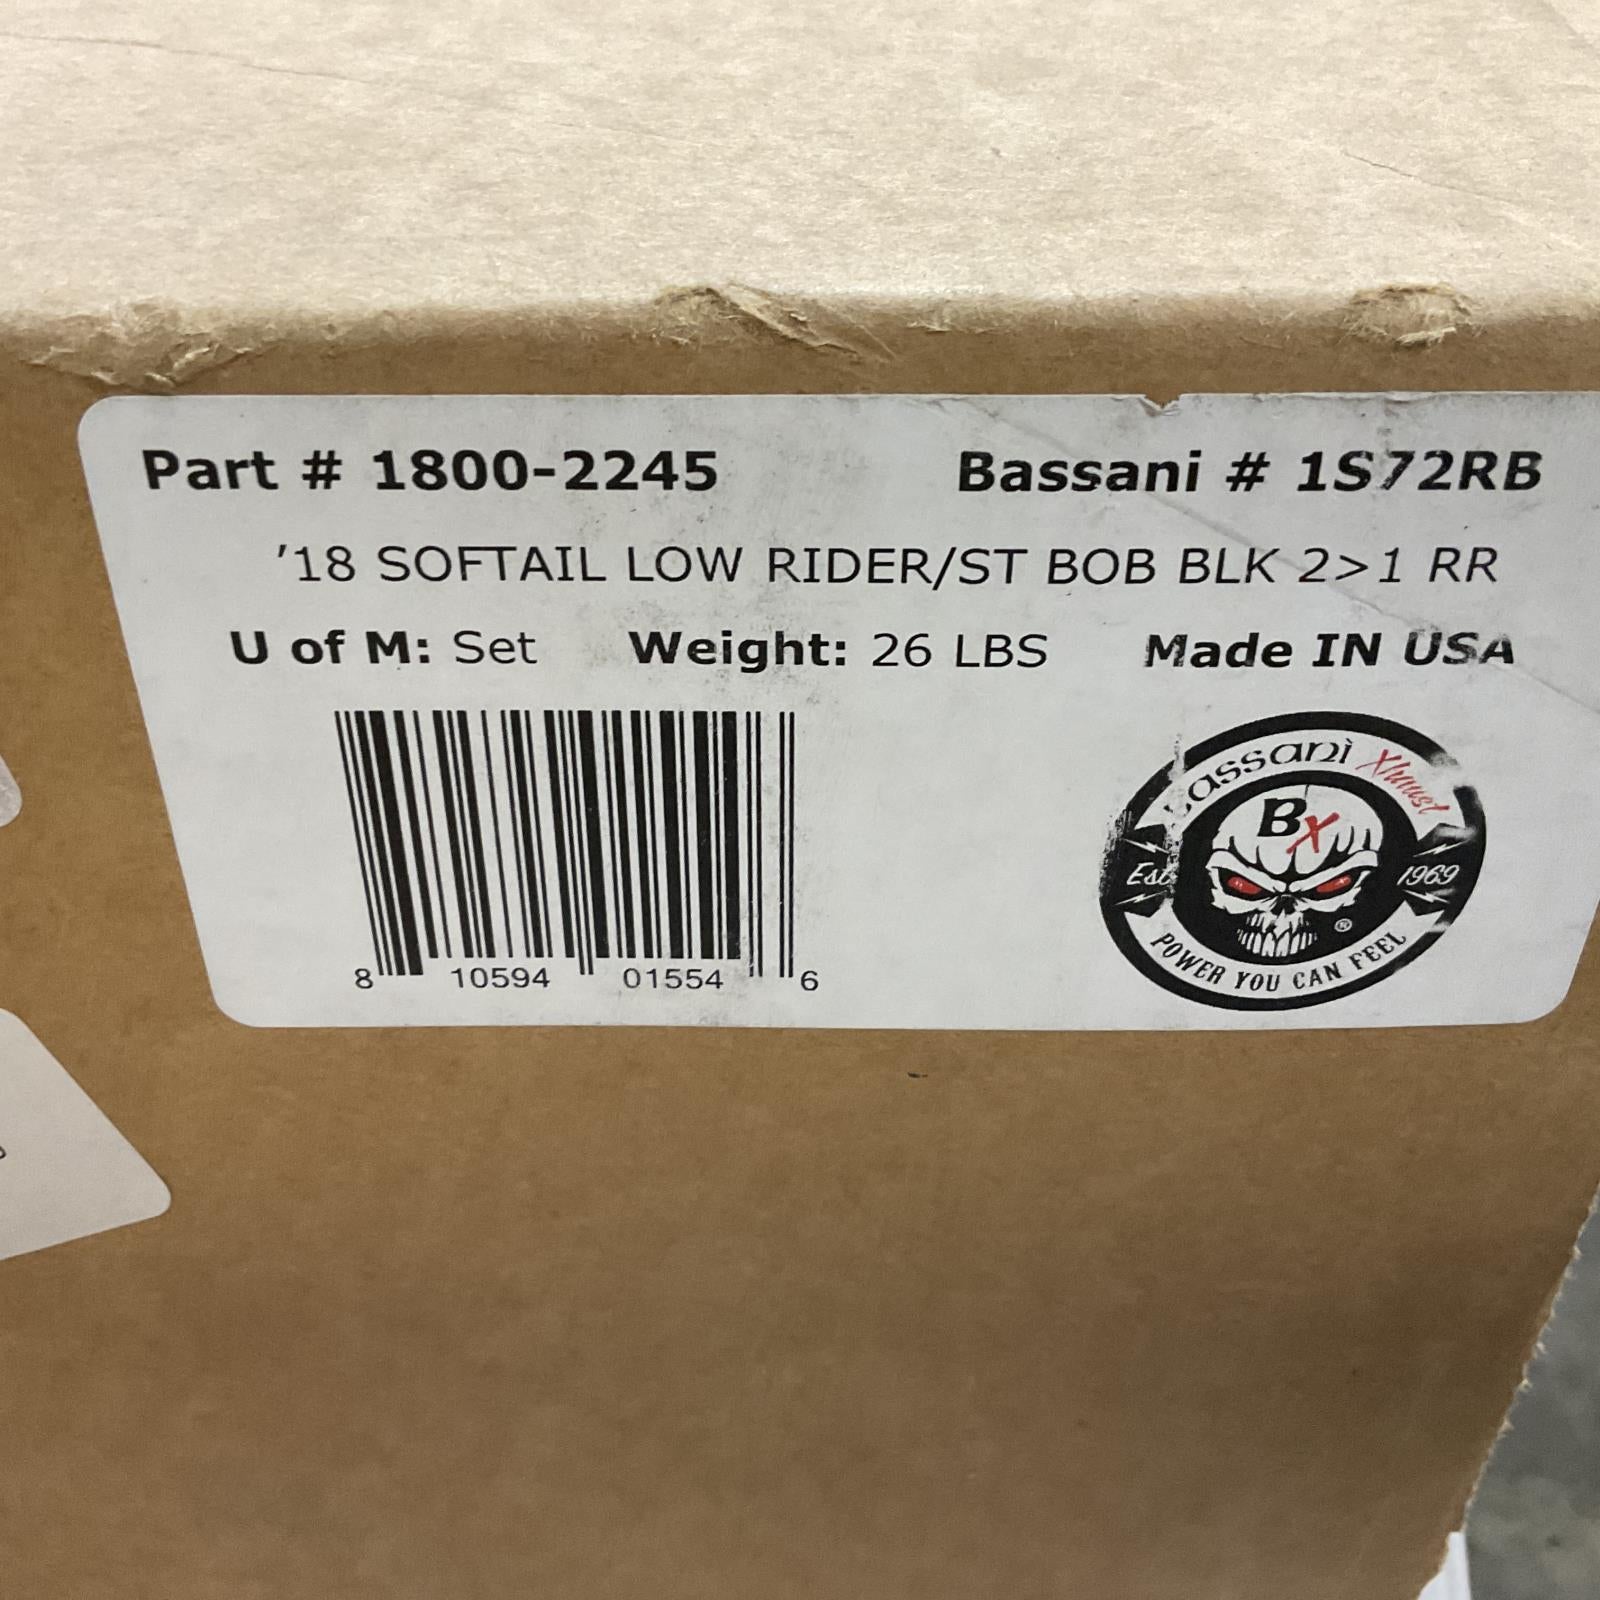 Part # 1800-2245 Bassani # 1S72RB
'18 SOFTAIL LOW RIDER/ST BOB BLK 2>1 RR
U of M: Set Weight: 26 LBS Made IN USA
8 10594 01554 6
Bassani Xhaust
BX
Est. 1969
®
POWER YOU CAN FEEL